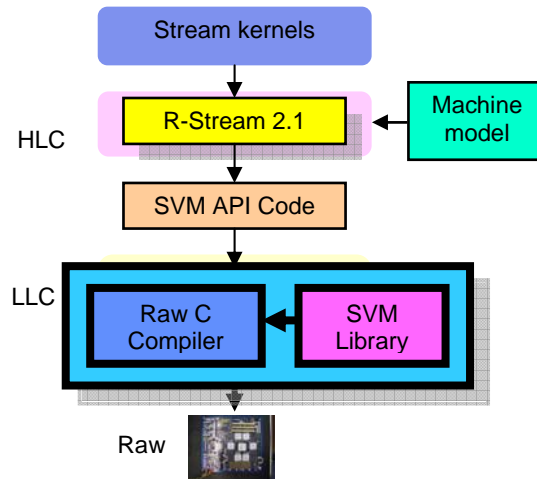 Stream kernels
HLC
R-Stream 2.1
Machine
model
SVM API Code
LLC
Raw C
Compiler
SVM
Library
Raw